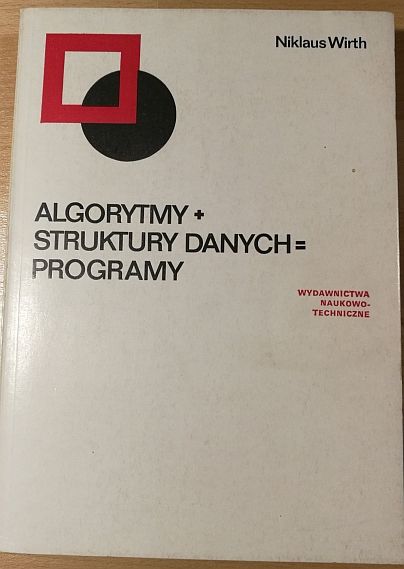 Niklaus Wirth
ALGORYTMY +
STRUKTURY DANYCH =
PROGRAMY
WYDAWNICTWA
NAUKOWO-
TECHNICZNE